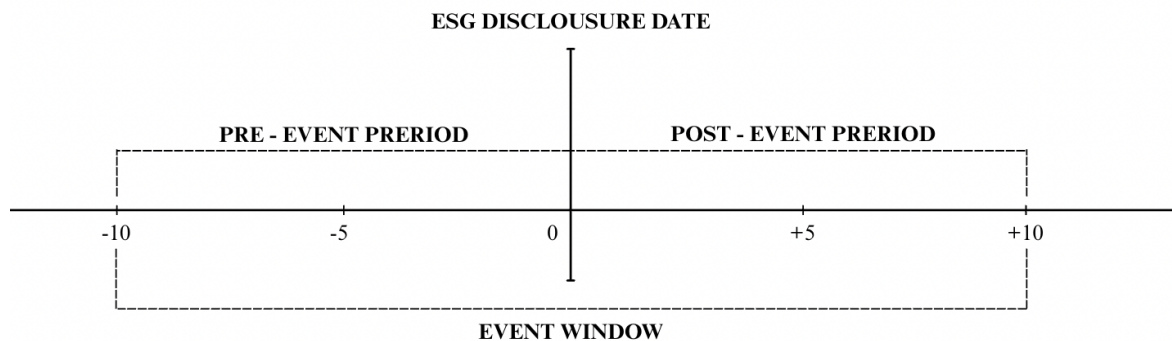 ESG DISCLOUSURE DATE
PRE - EVENT PRERIOD
POST - EVENT PRERIOD
-10
-5
0
+5
+10
EVENT WINDOW